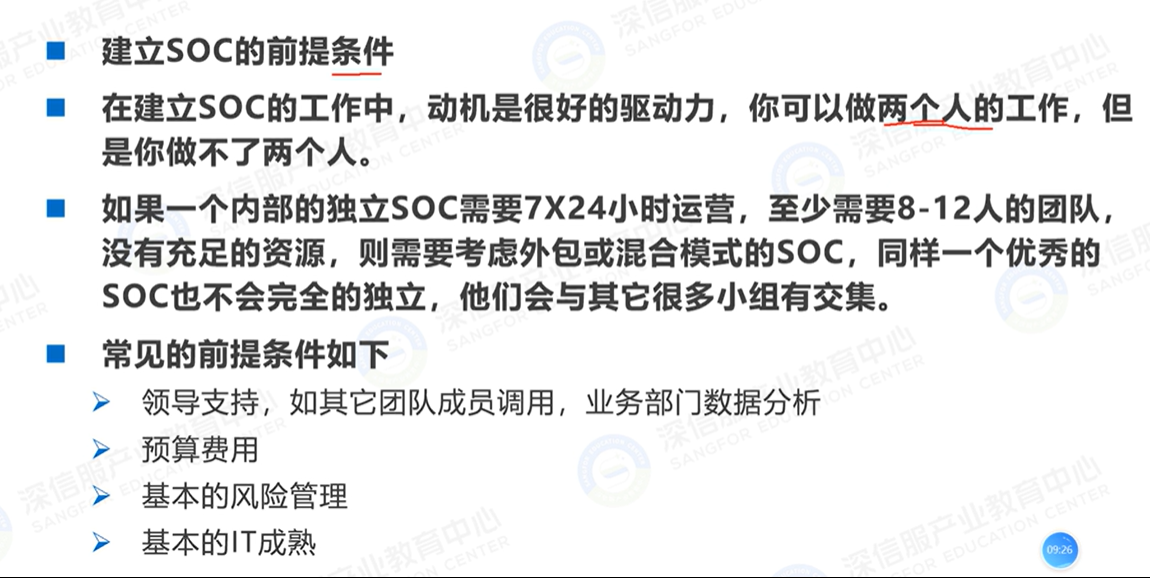 建立SOC的前提条件
在建立SOC的工作中，动机是很好的驱动力，你可以做两个人的工作，但
是你做不了两个人。
如果一个内部的独立SOC需要7X24小时运营，至少需要8-12人的团队，
没有充足的资源，则需要考虑外包或混合模式的SOC，同样一个优秀的
SOC也不会完全的独立，他们会与其它很多小组有交集。
常见的前提条件如下
领导支持，如其它团队成员调用，业务部门数据分析
预算费用
基本的风险管理
基本的IT成熟
09:26
深信服产业教育中心
SANGFOR EDUCATION CENTER